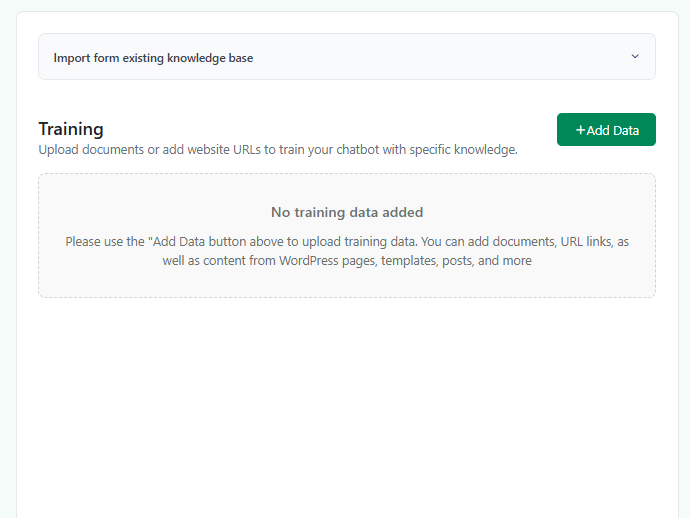 Import form existing knowledge base
Training
+Add Data
Upload documents or add website URLs to train your chatbot with specific knowledge.
No training data added
Please use the "Add Data button above to upload training data. You can add documents, URL links, as
well as content from WordPress pages, templates, posts, and more